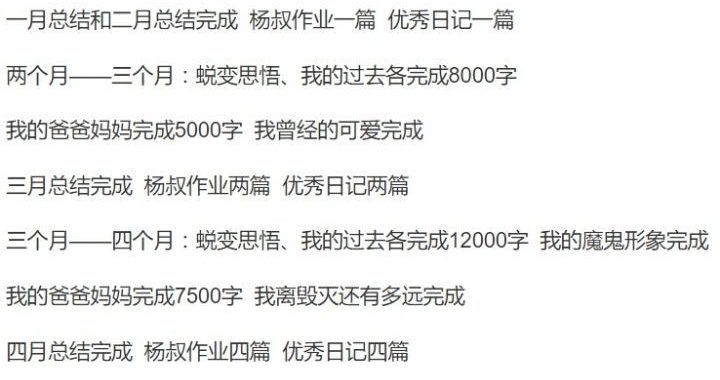 一月总结和二月总结完成 杨叔作业一篇 优秀日记一篇
两个月——三个月：蜕变思悟、我的过去各完成8000字
我的爸爸妈妈完成5000字 我曾经的可爱完成
三月总结完成 杨叔作业两篇 优秀日记两篇
三个月——四个月：蜕变思悟、我的过去各完成12000字 我的魔鬼形象完成
我的爸爸妈妈完成7500字 我离毁灭还有多远完成
四月总结完成 杨叔作业四篇 优秀日记四篇